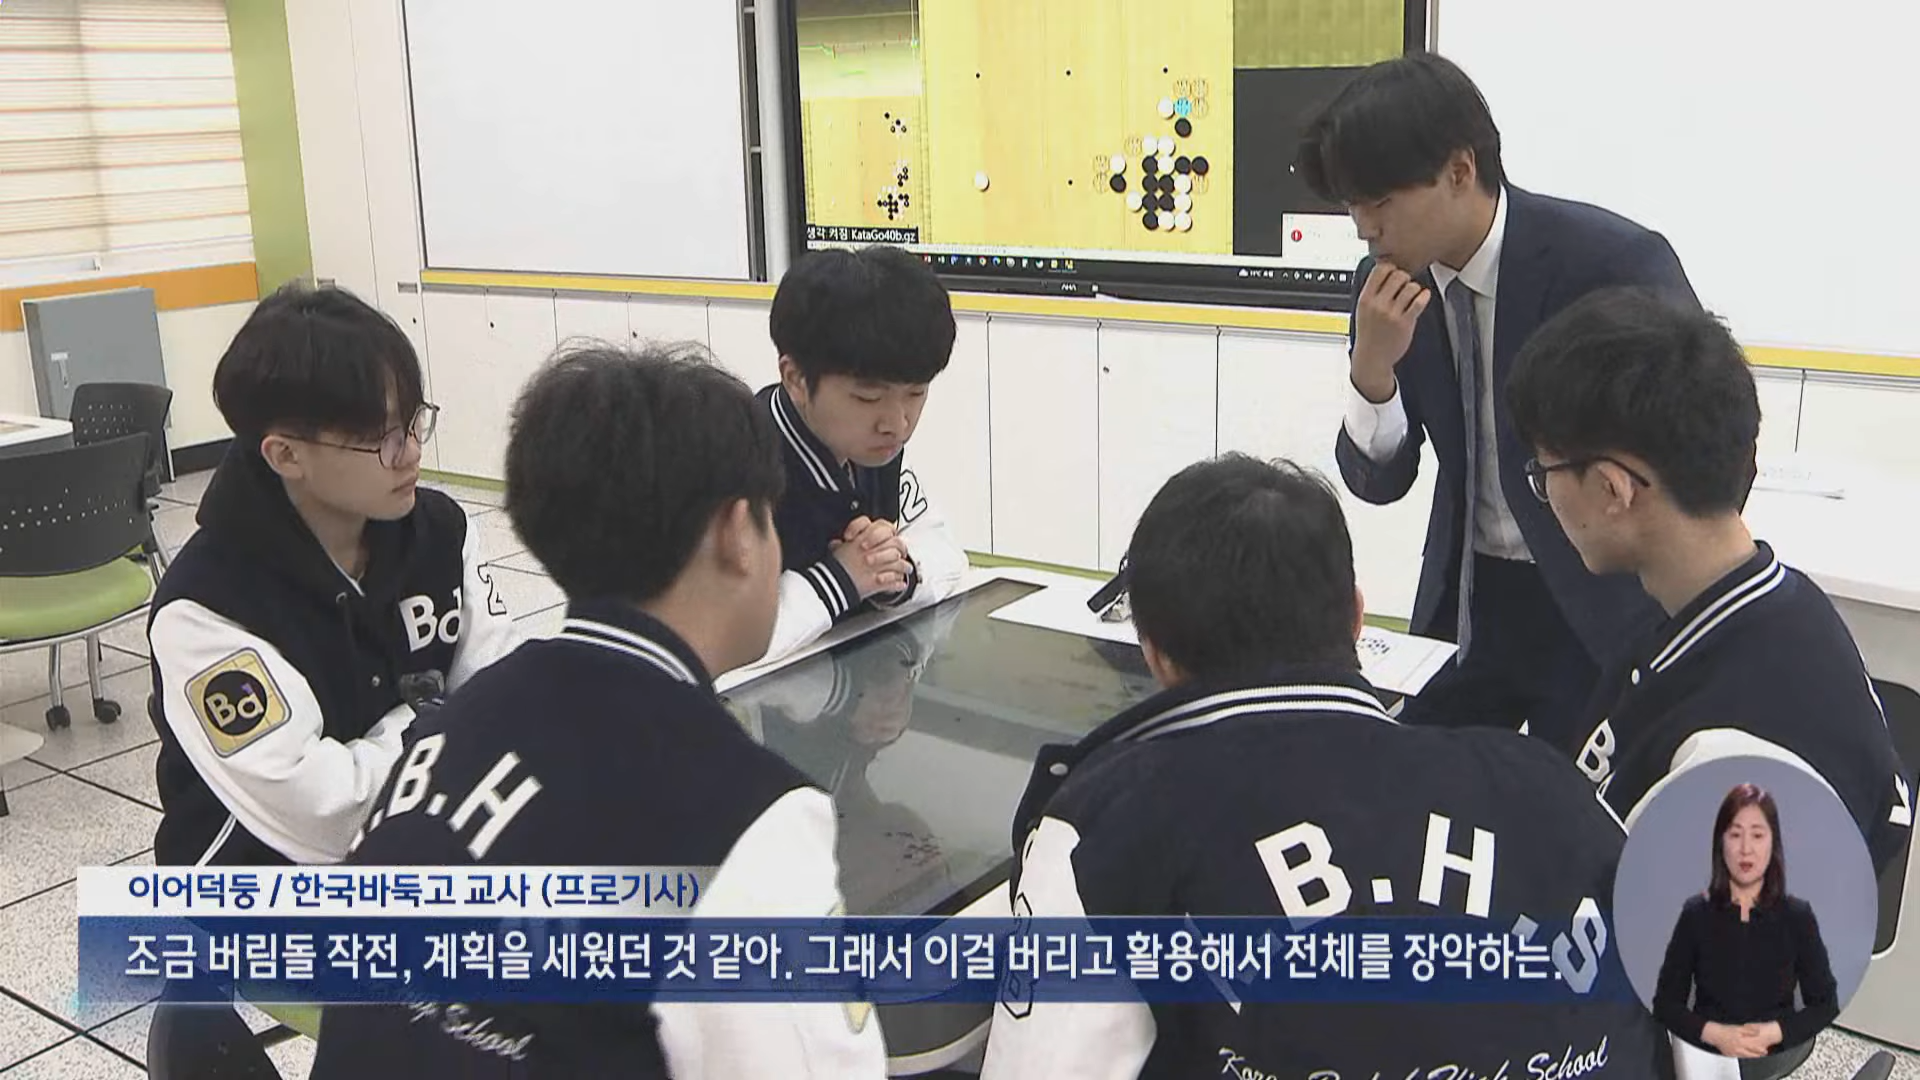 생각 켜짐 KataGo40b.gz
Bd
2
2
Bd
.B.H
School
B
.B.H.S
High School
이어덕둥 / 한국바둑고 교사 (프로기사)
조금 버림돌 작전, 계획을 세웠던 것 같아. 그래서 이걸 버리고 활용해서 전체를 장악하는.